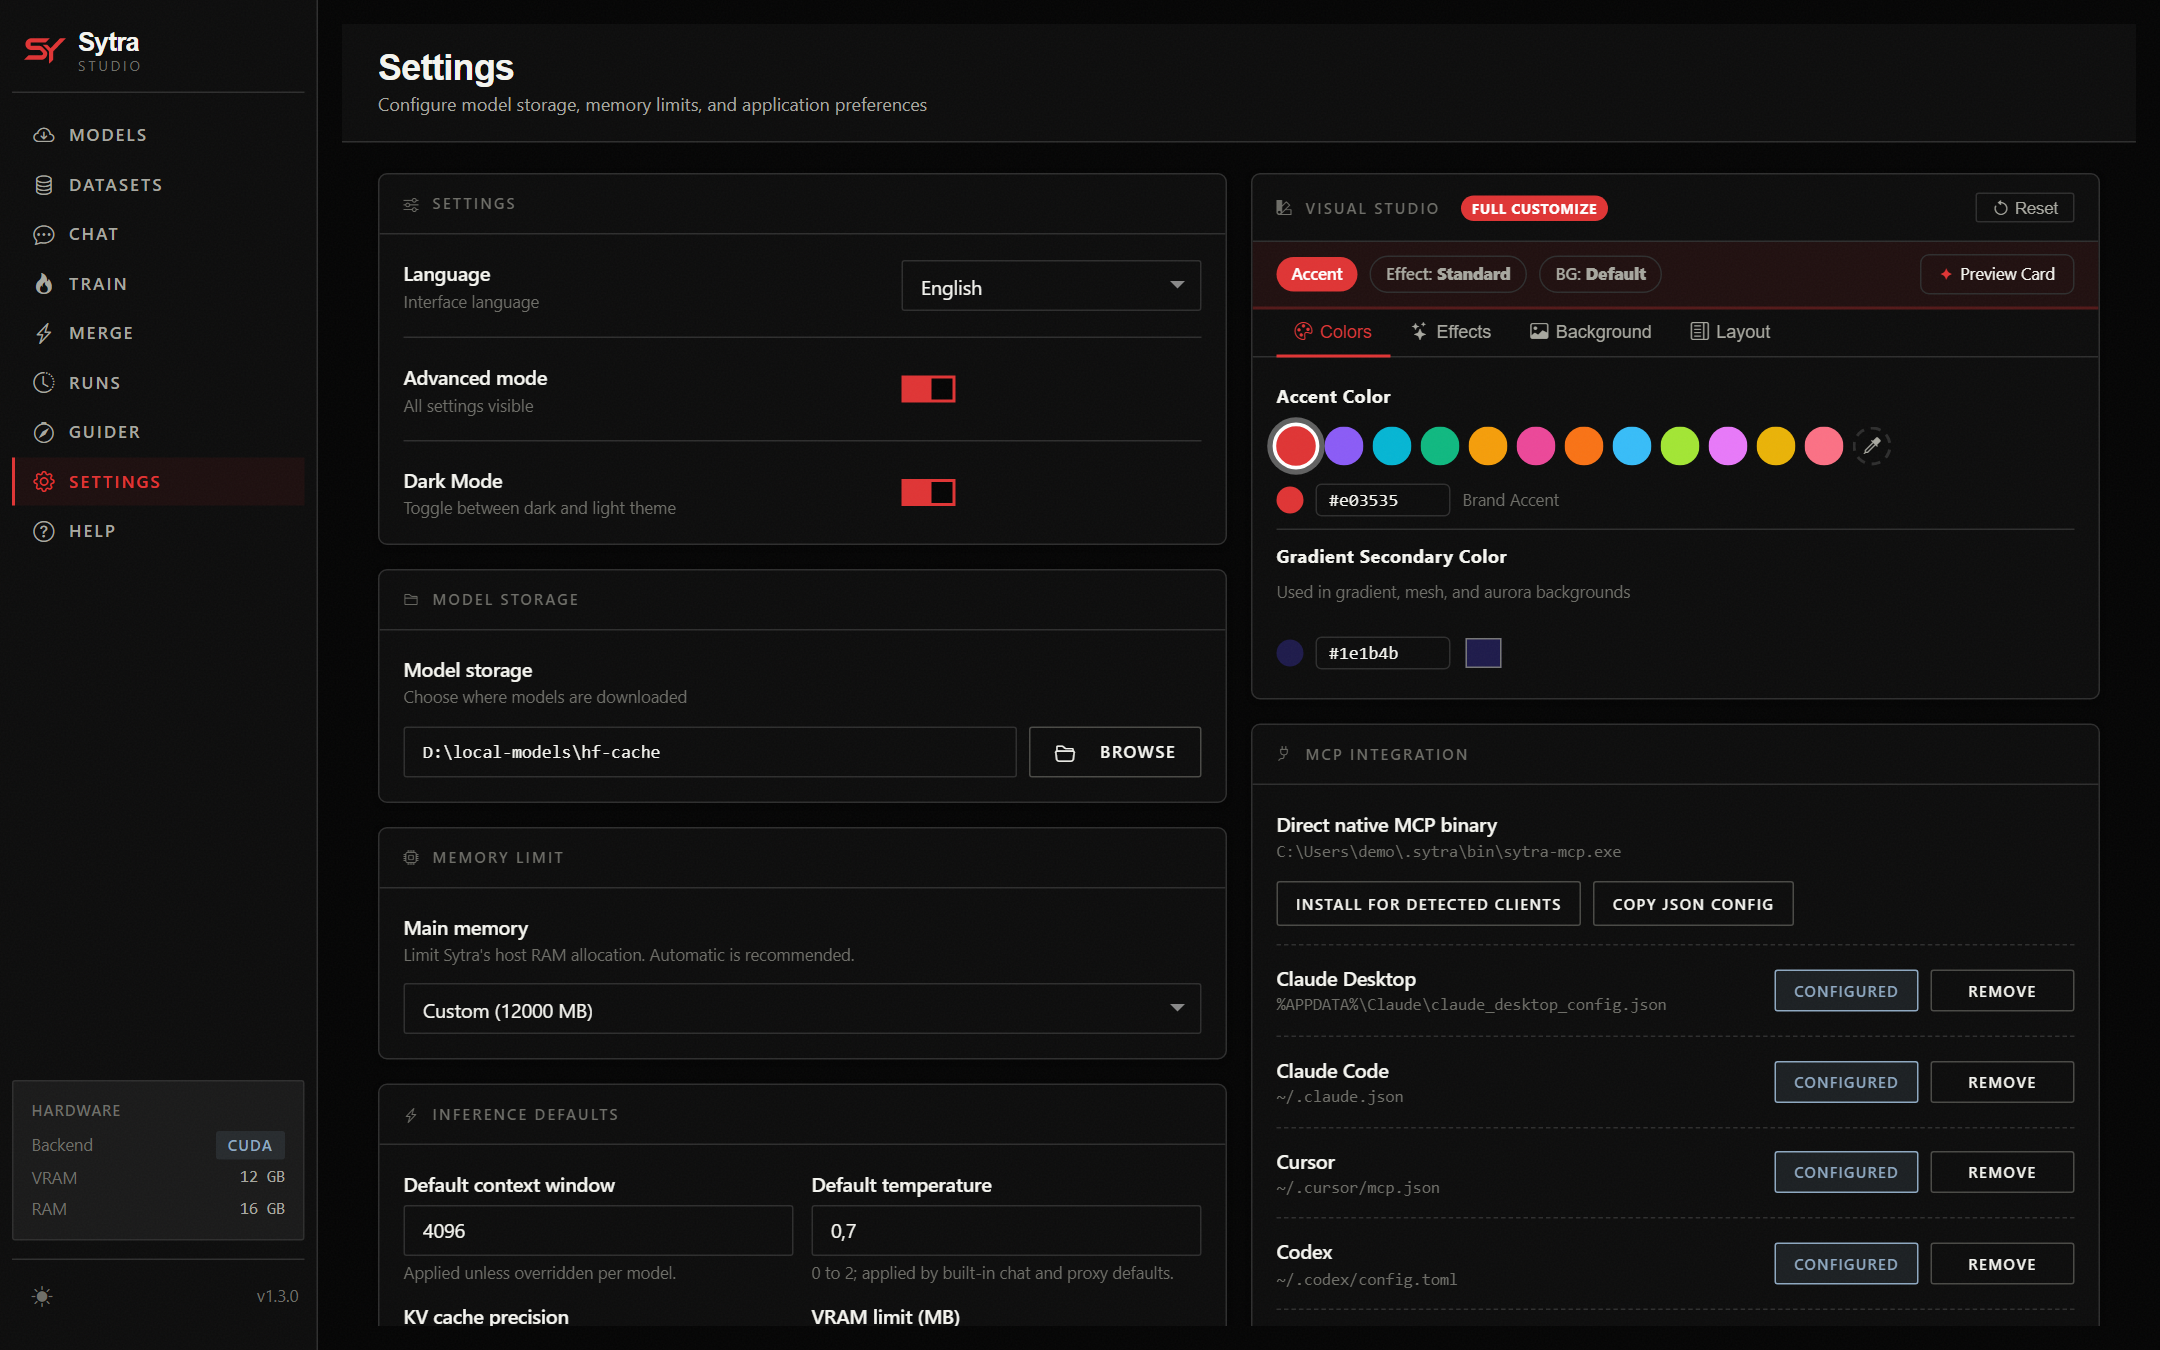 Sytra
STUDIO
MODELS
DATASETS
CHAT
TRAIN
MERGE
RUNS
GUIDER
SETTINGS
HELP
HARDWARE
Backend CUDA
VRAM 12 GB
RAM 16 GB
v1.3.0
Settings
Configure model storage, memory limits, and application preferences
SETTINGS
Language
Interface language
English
Advanced mode
All settings visible
Dark Mode
Toggle between dark and light theme
MODEL STORAGE
Model storage
Choose where models are downloaded
D:\local-models\hf-cache BROWSE
MEMORY LIMIT
Main memory
Limit Sytra's host RAM allocation. Automatic is recommended.
Custom (12000 MB)
INFERENCE DEFAULTS
Default context window Default temperature
4096 0,7
Applied unless overridden per model. 0 to 2; applied by built-in chat and proxy defaults.
KV cache precision VRAM limit (MB)
VISUAL STUDIO FULL CUSTOMIZE Reset
Accent Effect: Standard BG: Default Preview Card
Colors Effects Background Layout
Accent Color
#e03535 Brand Accent
Gradient Secondary Color
Used in gradient, mesh, and aurora backgrounds
#1e1b4b
MCP INTEGRATION
Direct native MCP binary
C:\Users\demo\.sytra\bin\sytra-mcp.exe
INSTALL FOR DETECTED CLIENTS COPY JSON CONFIG
Claude Desktop
%APPDATA%\Claude\claude_desktop_config.json
CONFIGURED REMOVE
Claude Code
~/.claude.json
CONFIGURED REMOVE
Cursor
~/.cursor/mcp.json
CONFIGURED REMOVE
Codex
~/.codex/config.toml
CONFIGURED REMOVE